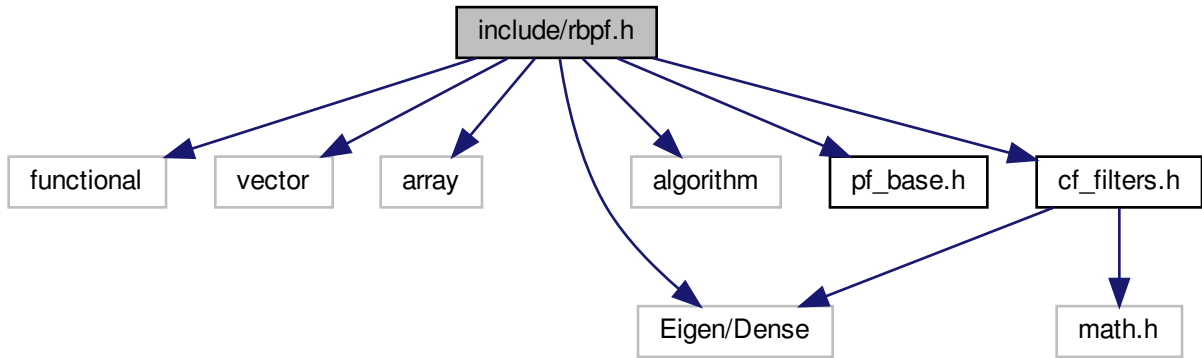 include/rbpf.h
functional
vector
array
algorithm
pf_base.h
cf_filters.h
Eigen/Dense
math.h